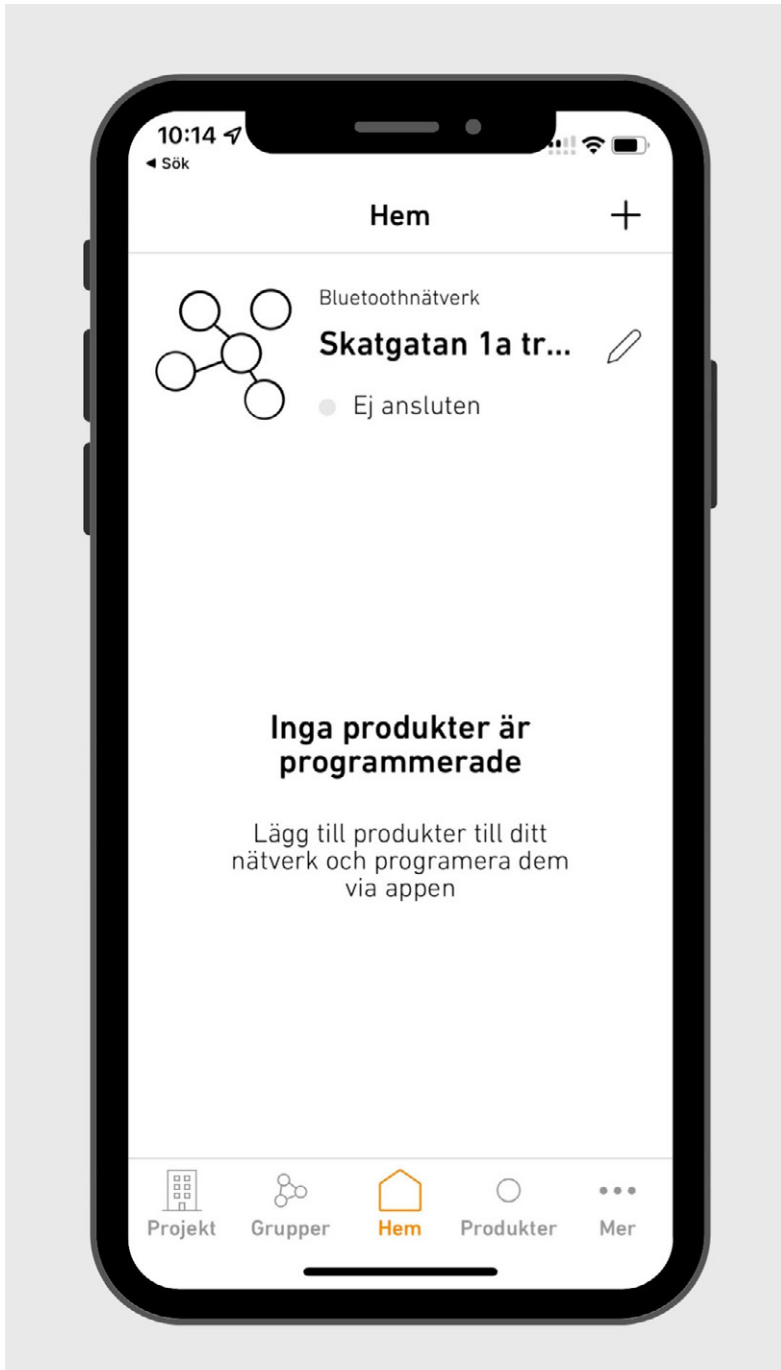 10:14
◀ Sök
Hem
Bluetoothnätverk
Skatgatan 1a tr...
Ej ansluten
Inga produkter är
programmerade
Lägg till produkter till ditt
nätverk och programera dem
via appen
Projekt Grupper Hem Produkter Mer